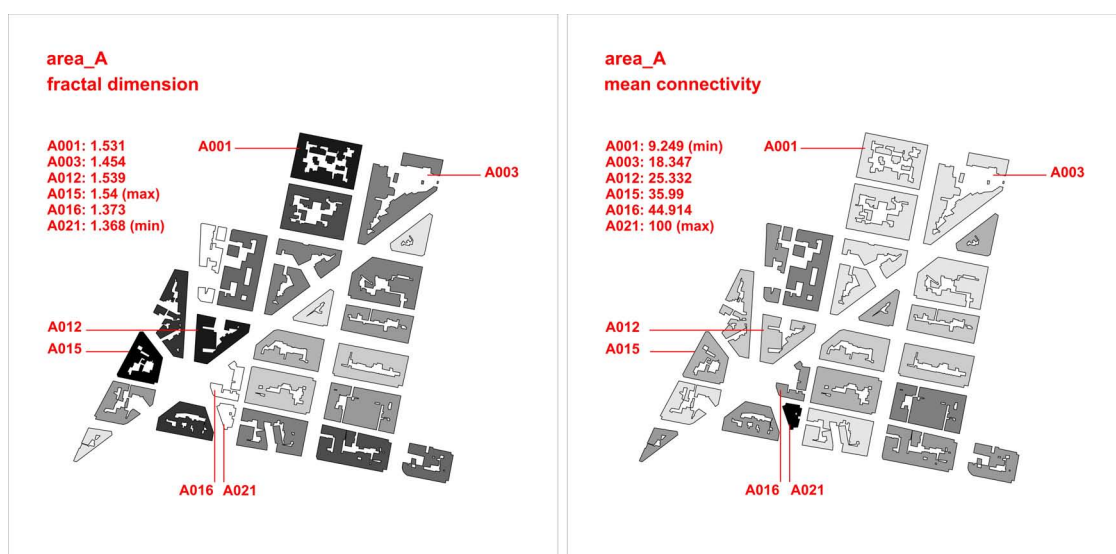 area_A
fractal dimension
A001: 1.531
A003: 1.454
A012: 1.539
A015: 1.54 (max)
A016: 1.373
A021: 1.368 (min)
A001
A003
A012
A015
A016 A021
area_A
mean connectivity
A001: 9.249 (min)
A003: 18.347
A012: 25.332
A015: 35.99
A016: 44.914
A021: 100 (max)
A001
A003
A012
A015
A016 A021